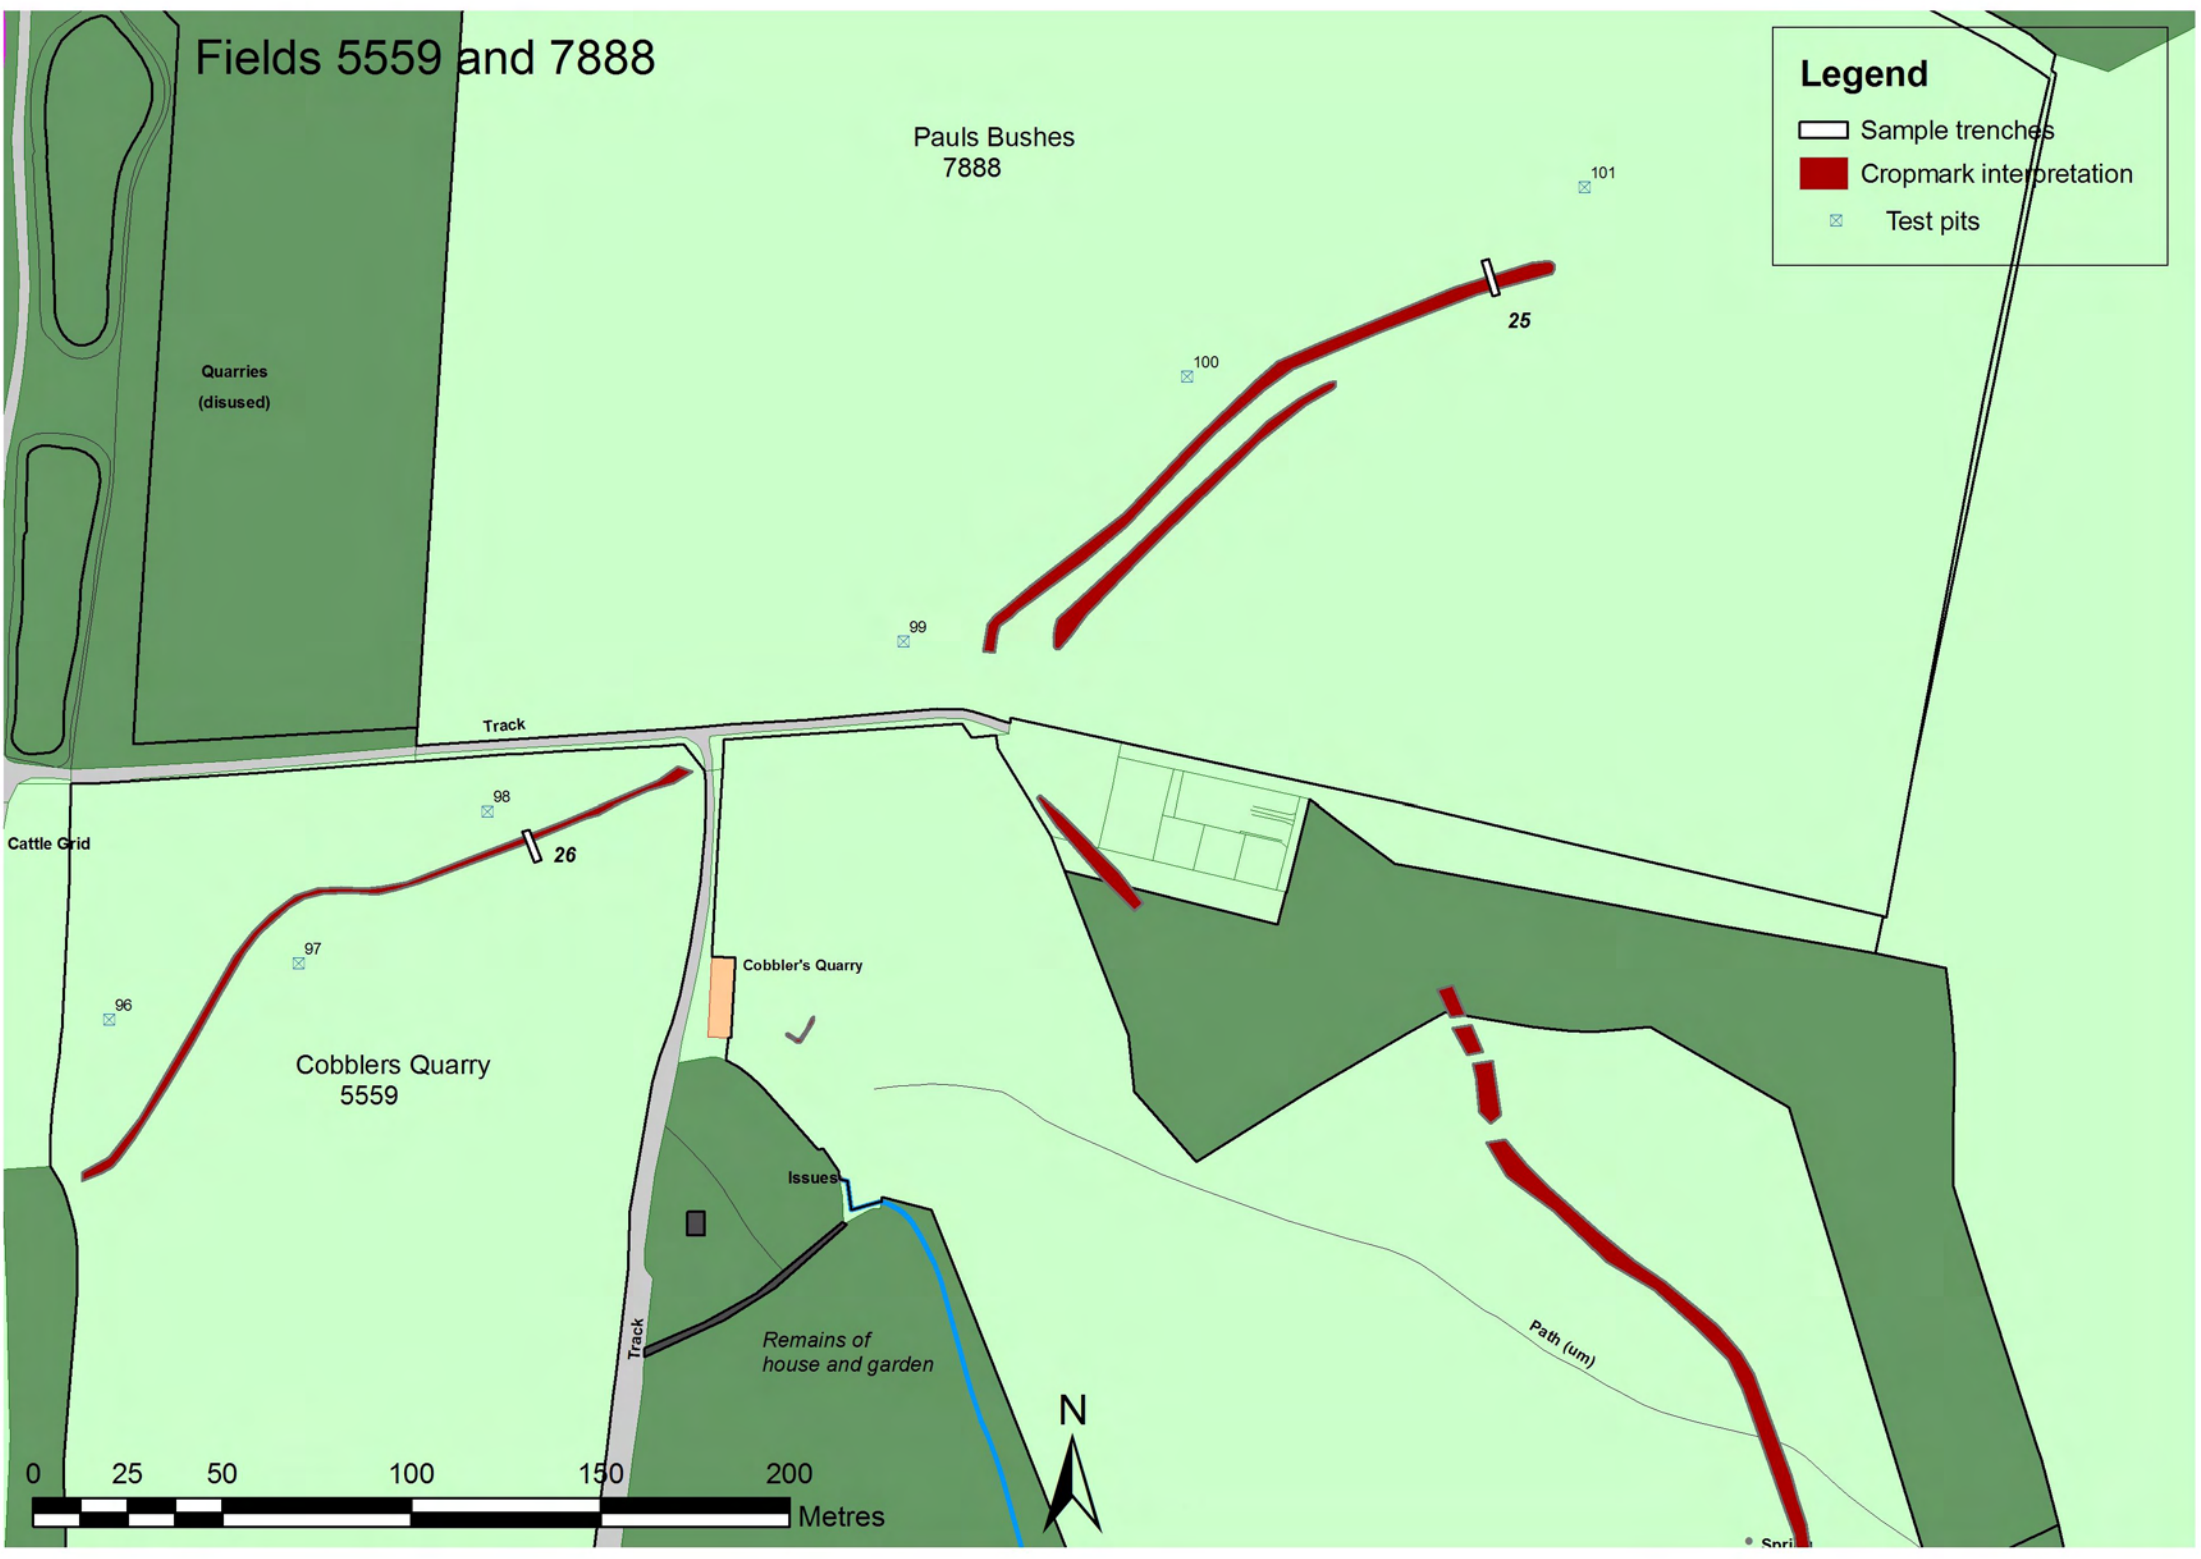 Fields 5559 and 7888
Legend
Sample trenches
Cropmark interpretation
Test pits
Pauls Bushes
7888
101
25
100
Quarries
(disused)
99
Track
98
Cattle Grid
26
97
Cobbler's Quarry
96
Cobblers Quarry
5559
Issues
Track
Remains of
house and garden
Path (um)
N
0 25 50 100 150 200
Metres